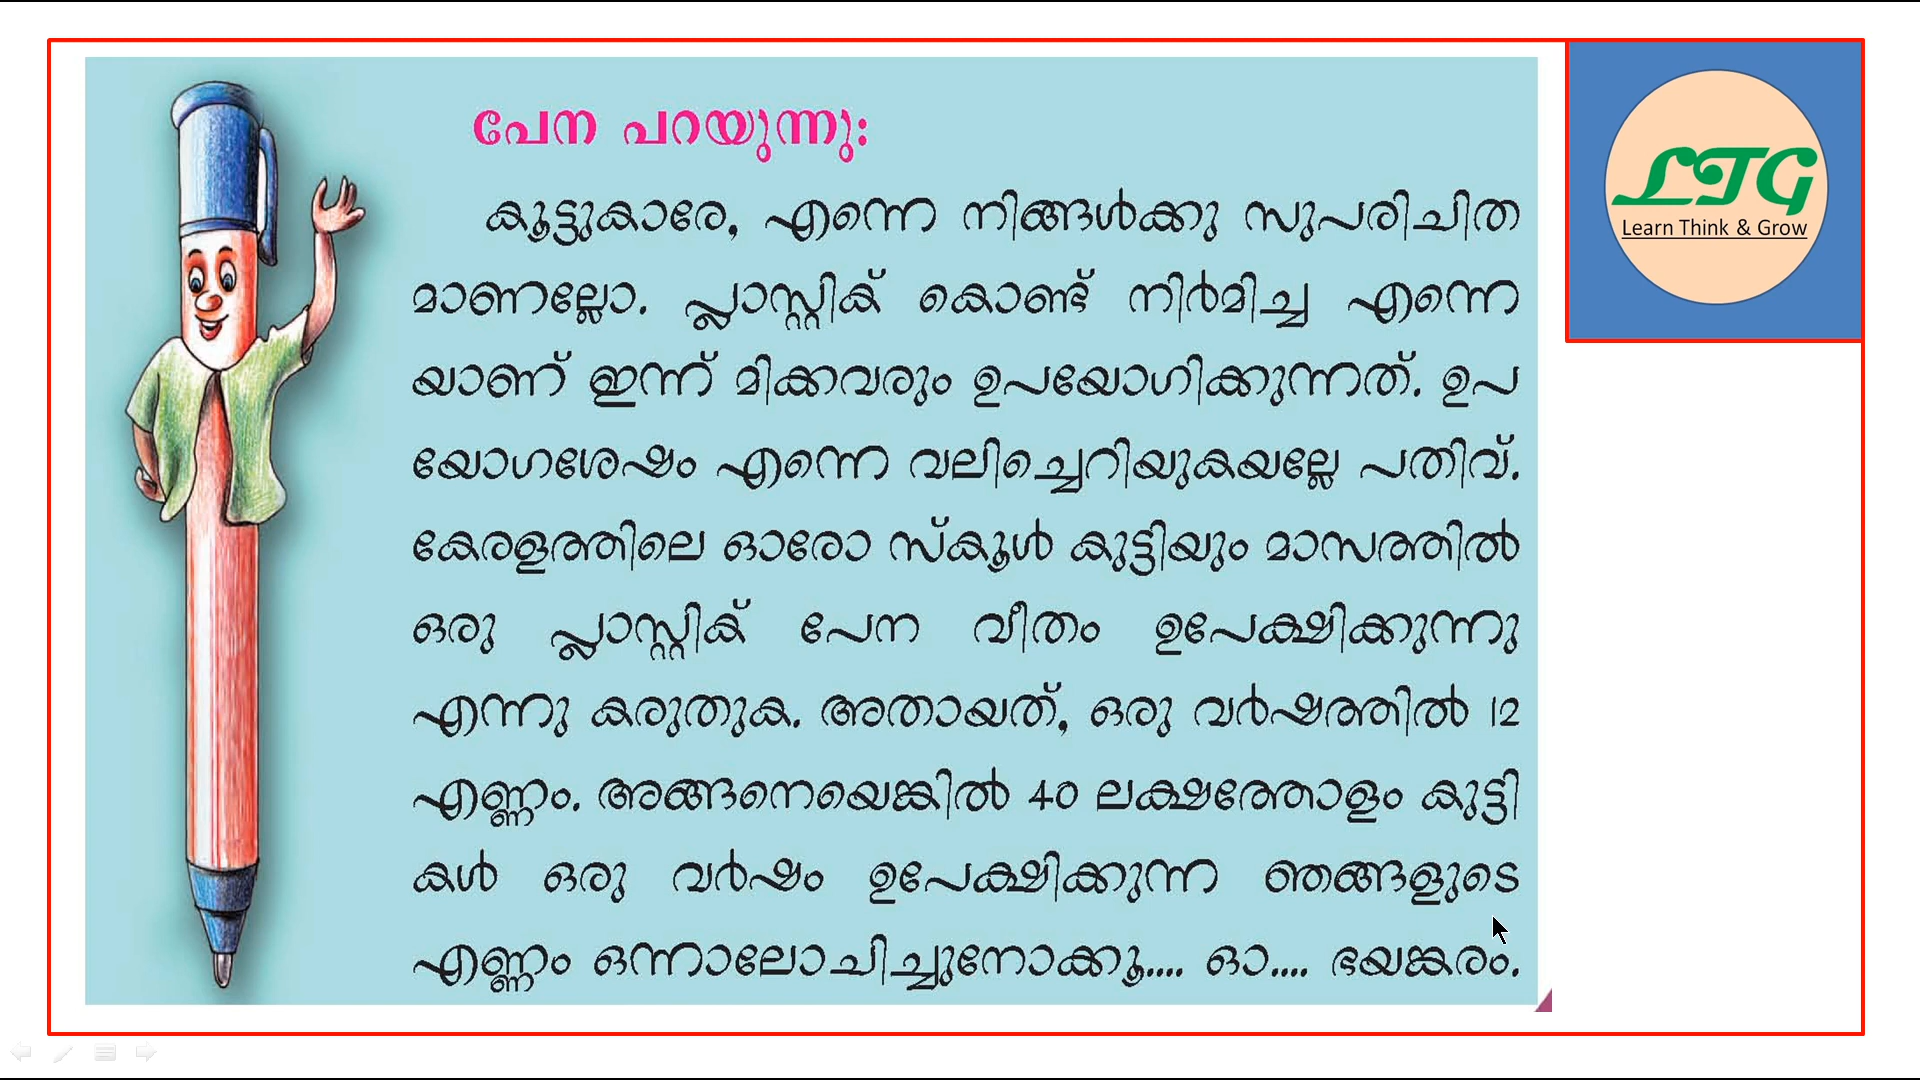 പേന പറയുന്നു:
കൂട്ടുകാരേ, എന്നെ നിങ്ങൾക്കു സുപരിചിത
മാണല്ലോ. പ്ലാസ്റ്റിക് കൊണ്ട് നിർമിച്ച എന്നെ
യാണ് ഇന്ന് മിക്കവരും ഉപയോഗിക്കുന്നത്. ഉപ
യോഗശേഷം എന്നെ വലിച്ചെറിയുകയല്ലേ പതിവ്.
കേരളത്തിലെ ഓരോ സ്കൂൾ കുട്ടിയും മാസത്തിൽ
ഒരു പ്ലാസ്റ്റിക് പേന വീതം ഉപേക്ഷിക്കുന്നു
എന്നു കരുതുക. അതായത്, ഒരു വർഷത്തിൽ 12
എണ്ണം. അങ്ങനെയെങ്കിൽ 40 ലക്ഷത്തോളം കുട്ടി
കൾ ഒരു വർഷം ഉപേക്ഷിക്കുന്ന ഞങ്ങളുടെ
എണ്ണം ഒന്നാലോചിച്ചുനോക്കൂ.... ഓ.... ഭയങ്കരം.
LTG
Learn Think & Grow